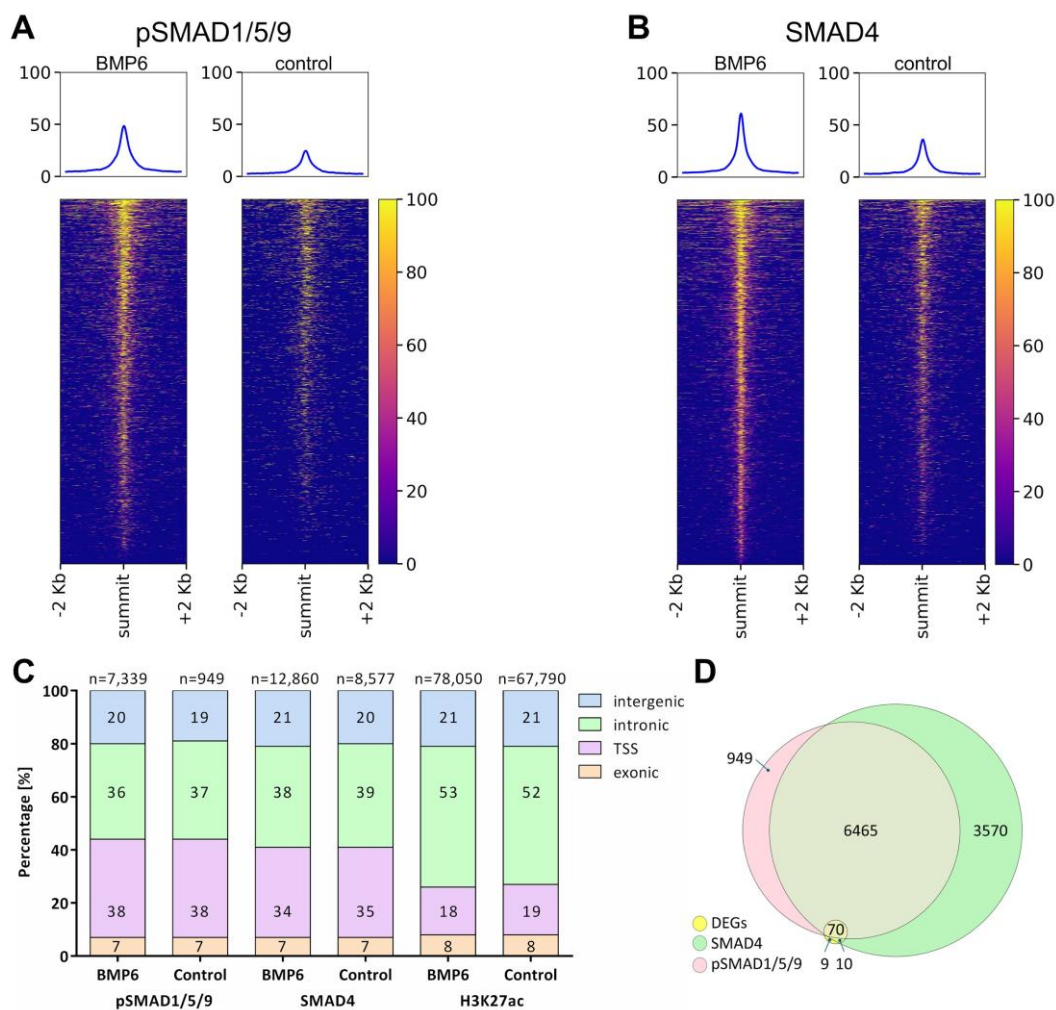 A
pSMAD1/5/9
BMP6
control
100
50
0
100
50
0
100
80
60
40
20
0
-2 Kb
summit
+2 Kb
-2 Kb
summit
+2 Kb
B
SMAD4
BMP6
control
100
50
0
100
50
0
100
80
60
40
20
0
-2 Kb
summit
+2 Kb
-2 Kb
summit
+2 Kb
C
n=7,339 n=949 n=12,860 n=8,577 n=78,050 n=67,790
Percentage [%]
100
80
60
40
20
0
20 19 21 20 21 21
36 37 38 39 53 52
38 38 34 35 18 19
7 7 7 7 8 8
BMP6 Control BMP6 Control BMP6 Control
pSMAD1/5/9 SMAD4 H3K27ac
intergenic
intronic
TSS
exonic
D
949
6465
3570
70
9 10
DEGs
SMAD4
pSMAD1/5/9